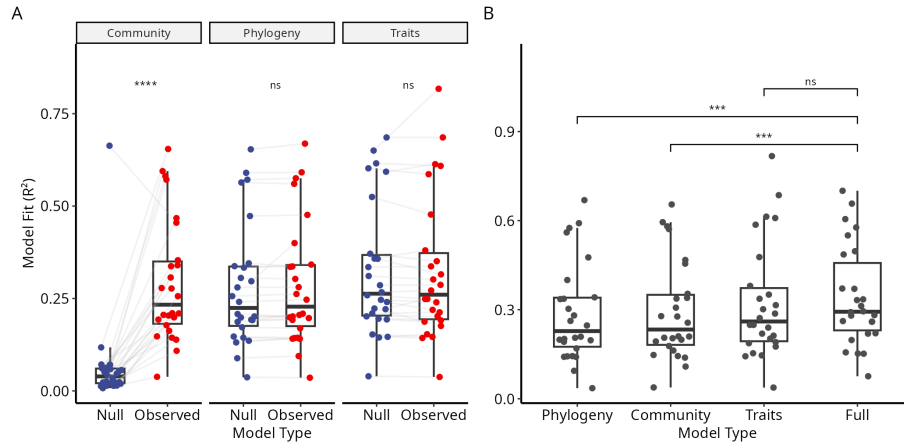 A
Community Phylogeny Traits
**** ns ns
0.75
0.50
0.25
0.00
Model Fit (R²)
Null Observed Null Observed Null Observed
Model Type
B
ns
***
***
0.9
0.6
0.3
0.0
Phylogeny Community Traits Full
Model Type